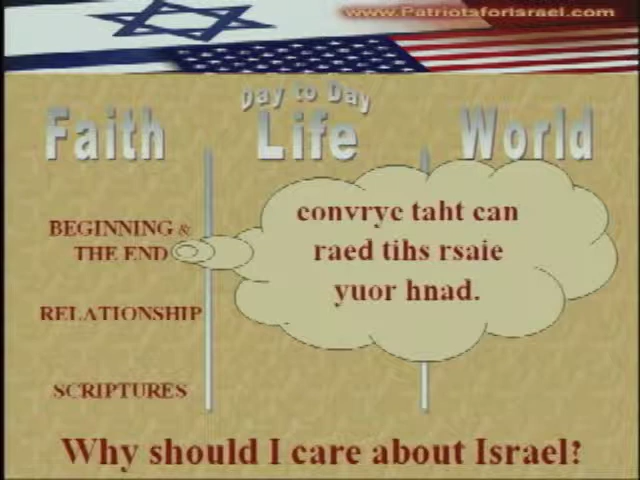 www.PatriotsforIsrael.com
Day to Day
Faith
Life
World
BEGINNING &
THE END
RELATIONSHIP
SCRIPTURES
convryc taht can
raed tihs rsaie
yuor hnad.
Why should I care about Israel?